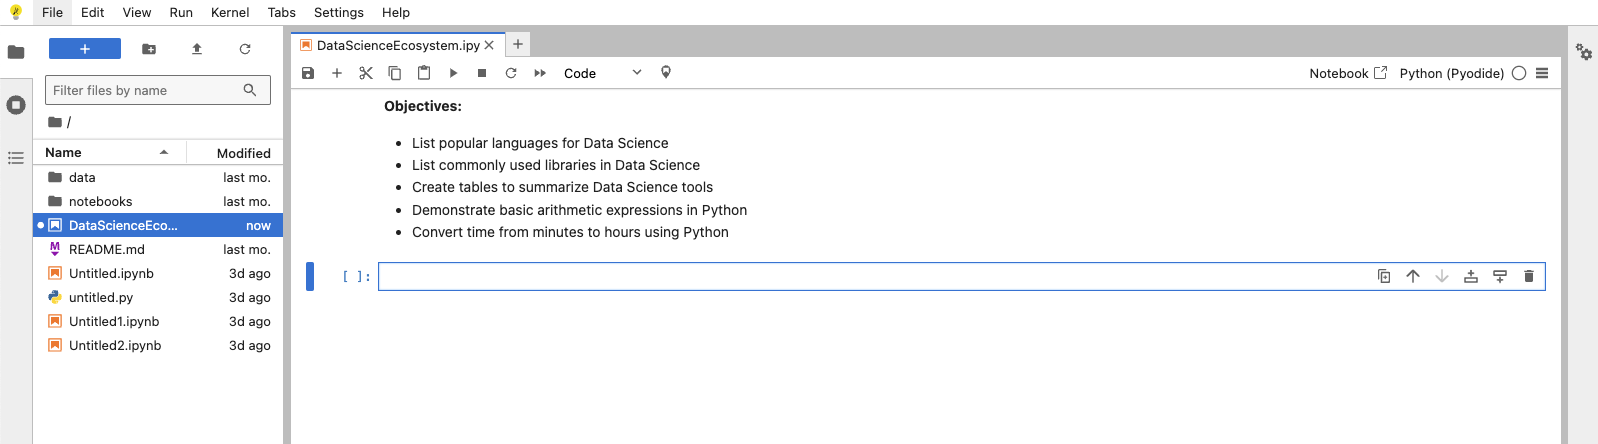 File Edit View Run Kernel Tabs Settings Help
DataScienceEcosystem.ipy
Code
Notebook
Python (Pyodide)
Filter files by name
/
Name Modified
data last mo.
notebooks last mo.
DataScienceEco... now
README.md last mo.
Untitled.ipynb 3d ago
untitled.py 3d ago
Untitled1.ipynb 3d ago
Untitled2.ipynb 3d ago
Objectives:
• List popular languages for Data Science
• List commonly used libraries in Data Science
• Create tables to summarize Data Science tools
• Demonstrate basic arithmetic expressions in Python
• Convert time from minutes to hours using Python
[ ]: